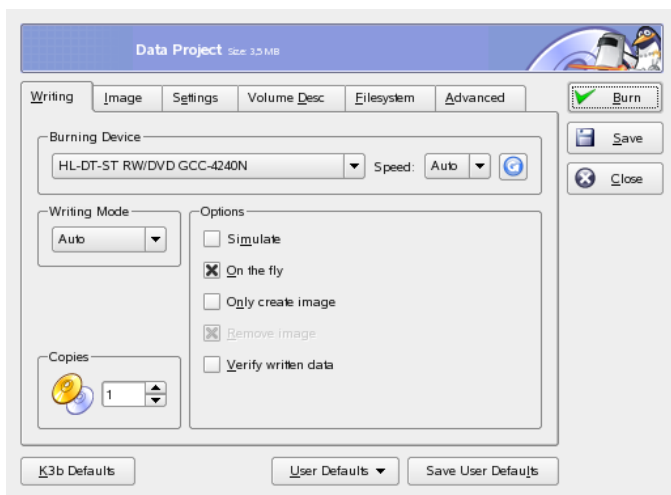 Data Project Size: 3,5 MB
Writing Image Settings Volume Desc Filesystem Advanced
Burn
Save
Close
Burning Device
HL-DT-ST RW/DVD GCC-4240N Speed: Auto
Writing Mode
Auto
Options
Simulate
On the fly
Only create image
Remove image
Verify written data
Copies
1
K3b Defaults User Defaults Save User Defaults